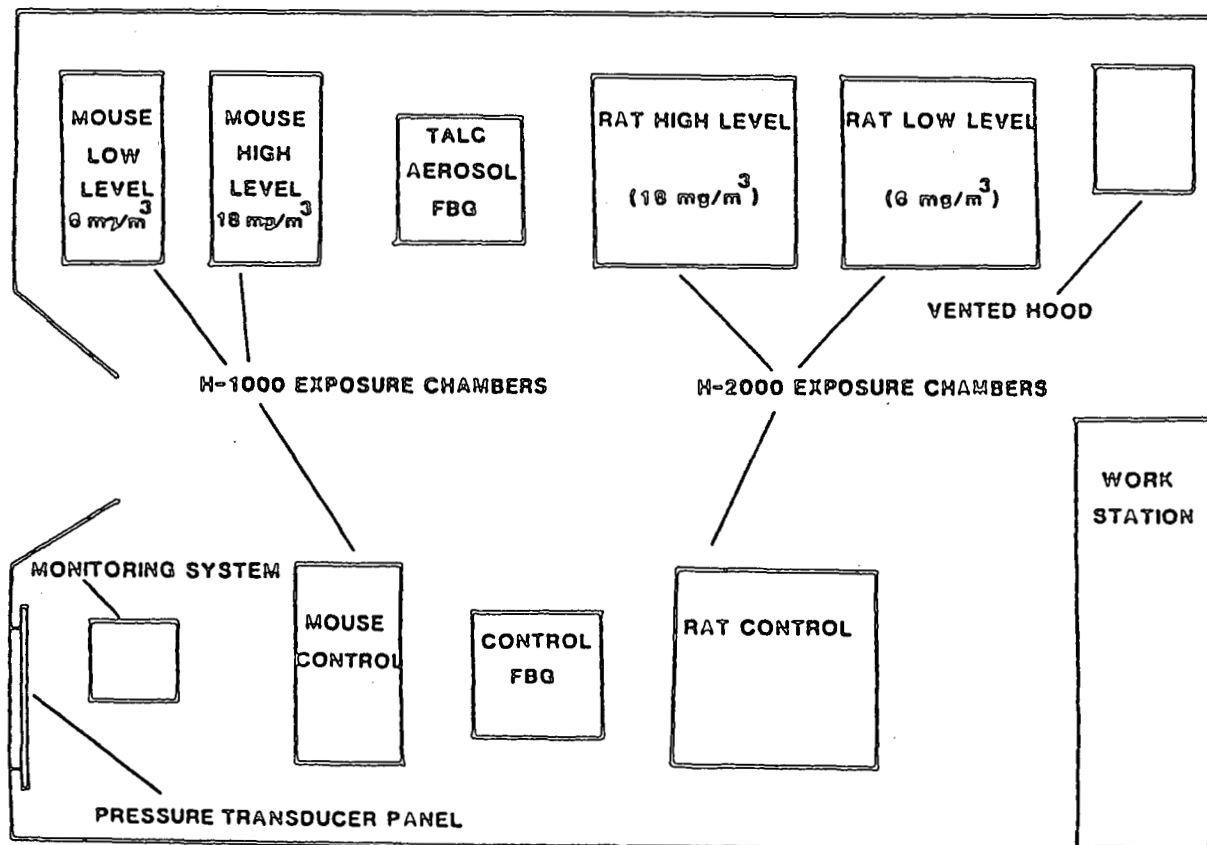 MOUSE
LOW
LEVEL
6 mg/m³
MOUSE
HIGH
LEVEL
18 mg/m³
TALC
AEROSOL
FBG
RAT HIGH LEVEL
(18 mg/m³)
RAT LOW LEVEL
(6 mg/m³)
VENTED HOOD
H-1000 EXPOSURE CHAMBERS
H-2000 EXPOSURE CHAMBERS
WORK
STATION
MONITORING SYSTEM
MOUSE
CONTROL
CONTROL
FBG
RAT CONTROL
PRESSURE TRANSDUCER PANEL